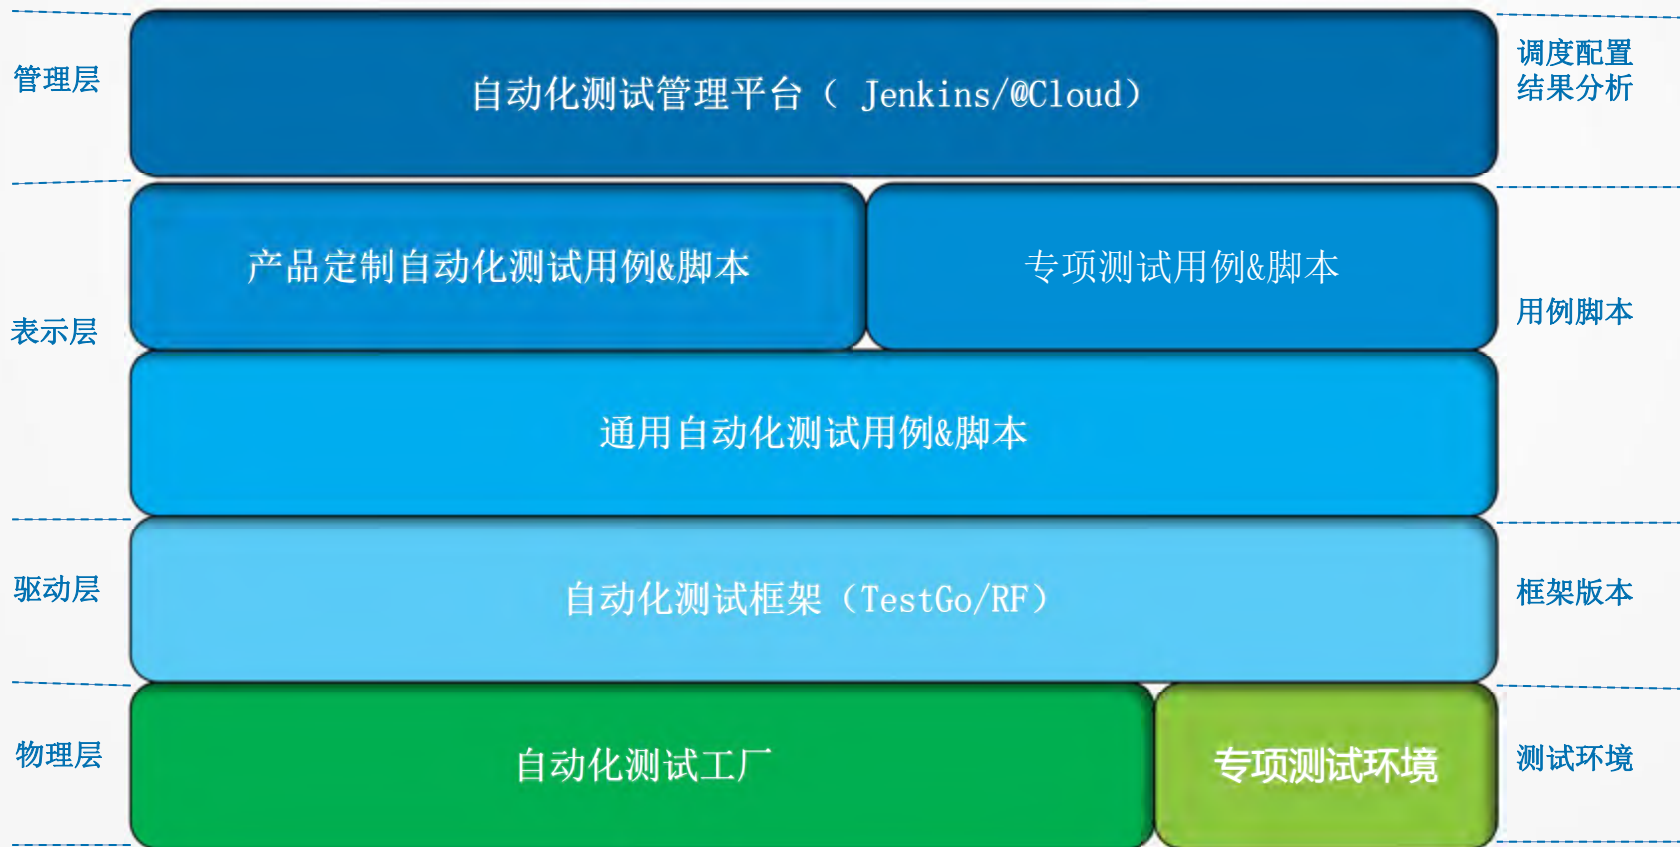 管理层
自动化测试管理平台（ Jenkins/@Cloud）
调度配置
结果分析
产品定制自动化测试用例&脚本
专项测试用例&脚本
表示层
用例脚本
通用自动化测试用例&脚本
驱动层
自动化测试框架（TestGo/RF）
框架版本
物理层
自动化测试工厂
专项测试环境
测试环境